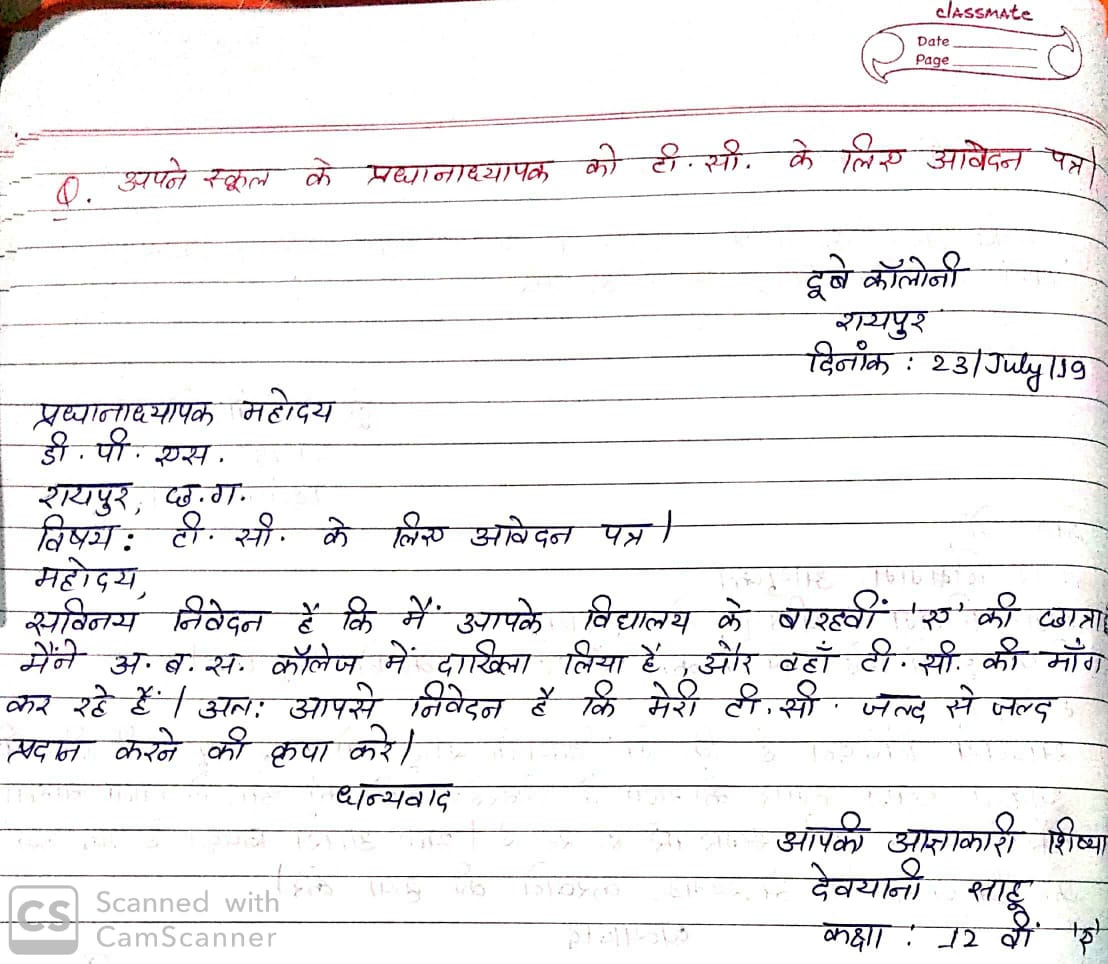 classmate
Date
Page
Q. अपने स्कूल के प्रधानाध्यापक को टी. सी. के लिए आवेदन पत्र।
दूबे कॉलोनी
रायपुर
दिनांक : 23/July/19
प्रधानाध्यापक महोदय
डी. पी. एस.
रायपुर, छ.ग.
विषय : टी. सी. के लिए आवेदन पत्र।
महोदय,
सविनय निवेदन है कि मैं आपके विद्यालय के बारहवीं 'ए' की छात्रा
मैंने अ. ब. स. कॉलेज में दाखिला लिया है, और वहाँ टी. सी. की माँग
कर रहे हैं। अतः आपसे निवेदन है कि मेरी टी. सी. जल्द से जल्द
प्रदान करने की कृपा करे।
धन्यवाद
आपकी आज्ञाकारी शिष्या
देवयानी साहू
कक्षा : 12 वीं 'ए'
CS Scanned with
CamScanner